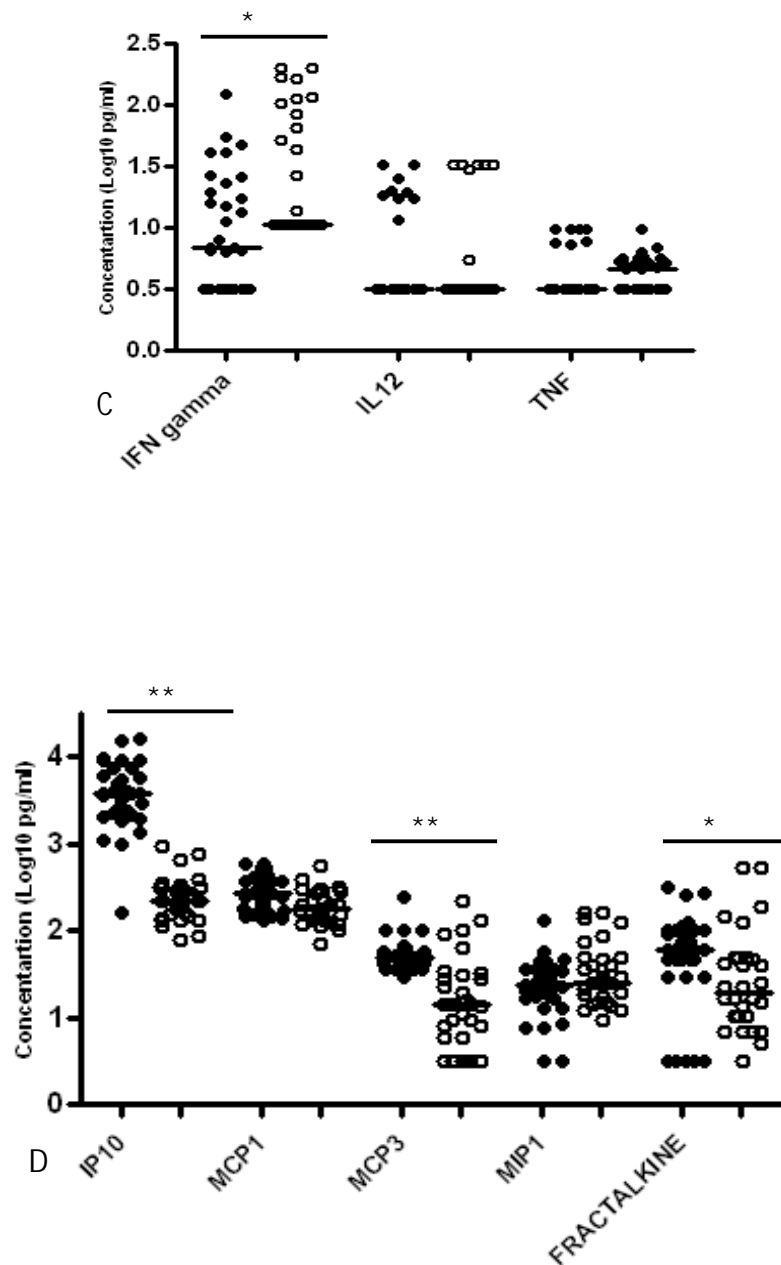 *
Concentartion (Log10 pg/ml)
2.5
2.0
1.5
1.0
0.5
0.0
C
IFN gamma
IL12
TNF
**
**
*
Concentartion (Log10 pg/ml)
4
3
2
1
0
D
IP10
MCP1
MCP3
MIP1
FRACTALKINE